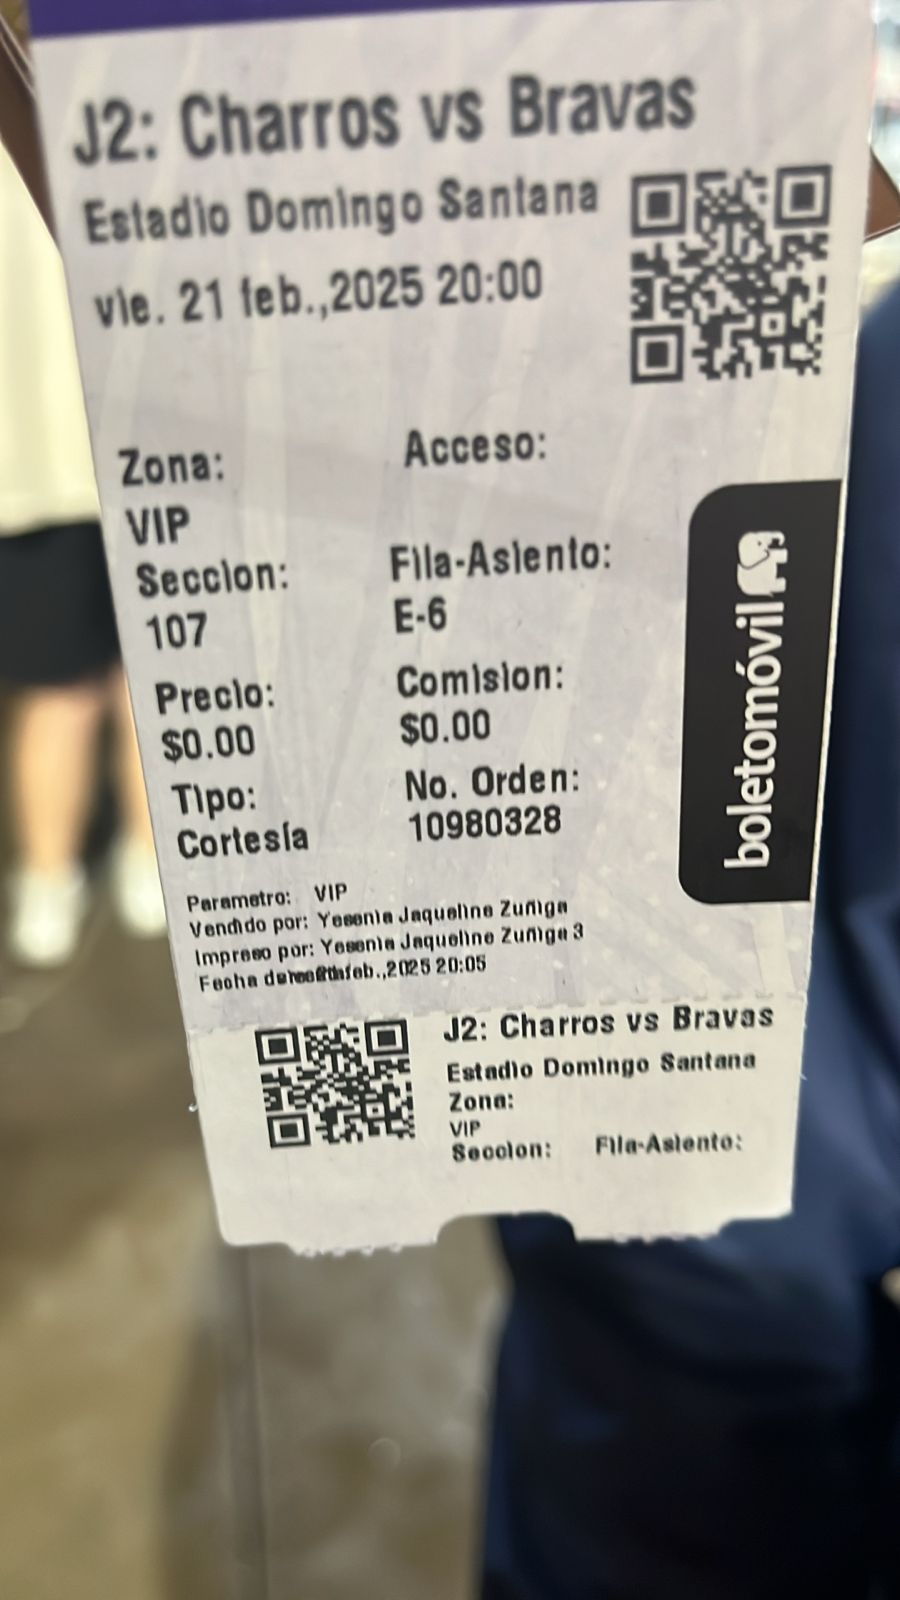 J2: Charros vs Bravas
Estadio Domingo Santana
vie. 21 feb.,2025 20:00
Zona:
Acceso:
VIP
Seccion:
Fila-Asiento:
107
E-6
Precio:
Comision:
$0.00
$0.00
Tipo:
No. Orden:
Cortesía
10980328
boletomóvil
Parametro: VIP
Vendido por: Yesenia Jaqueline Zuñiga
Impreso por: Yesenia Jaqueline Zuñiga 3
Fecha feb.,2025 20:05
J2: Charros vs Bravas
Estadio Domingo Santana
Zona:
VIP
Seccion: Fila-Asiento: